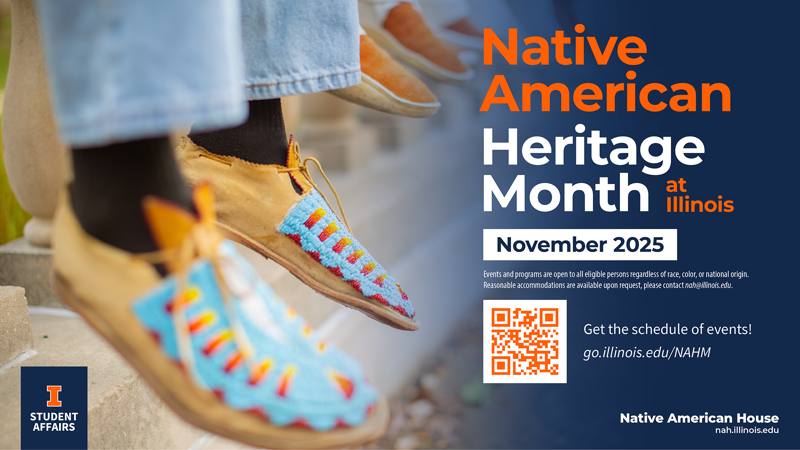 Native
American
Heritage
Month
at
Illinois
November 2025
Events and programs are open to all eligible persons regardless of race, color, or national origin.
Reasonable accommodations are available upon request, please contact nah@illinois.edu.
Get the schedule of events!
go.illinois.edu/NAHM
I
STUDENT
AFFAIRS
Native American House
nah.illinois.edu